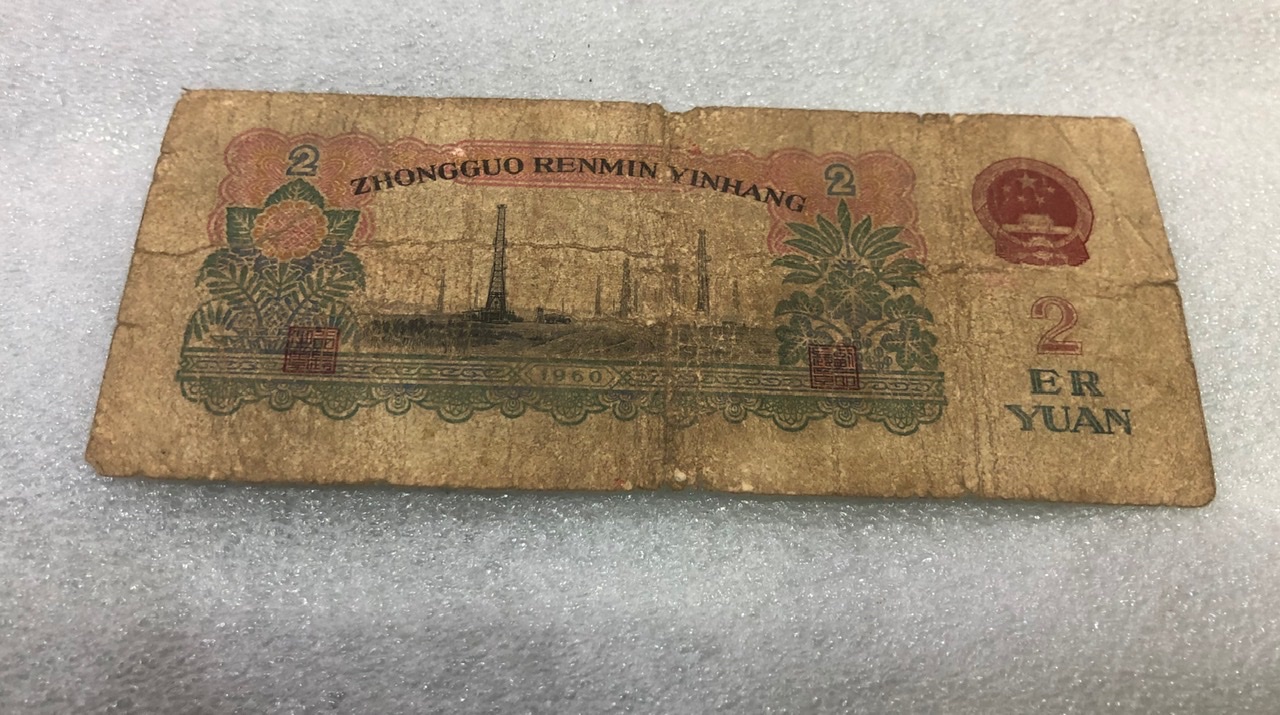 2
ZHONGGUO RENMIN YINHANG
2
1960
2
ER
YUAN